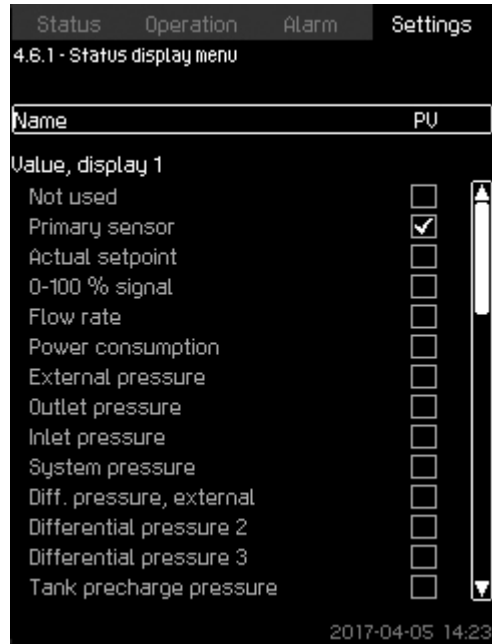 Status Operation Alarm Settings
4.6.1 - Status display menu
Name PV
Value, display 1
Not used
Primary sensor
Actual setpoint
0-100 % signal
Flow rate
Power consumption
External pressure
Outlet pressure
Inlet pressure
System pressure
Diff. pressure, external
Differential pressure 2
Differential pressure 3
Tank precharge pressure
2017-04-05 14:23